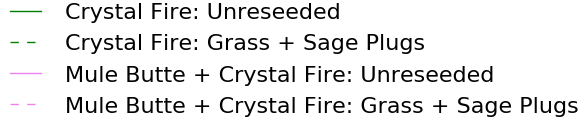 Crystal Fire: Unreseeded
Crystal Fire: Grass + Sage Plugs
Mule Butte + Crystal Fire: Unreseeded
Mule Butte + Crystal Fire: Grass + Sage Plugs